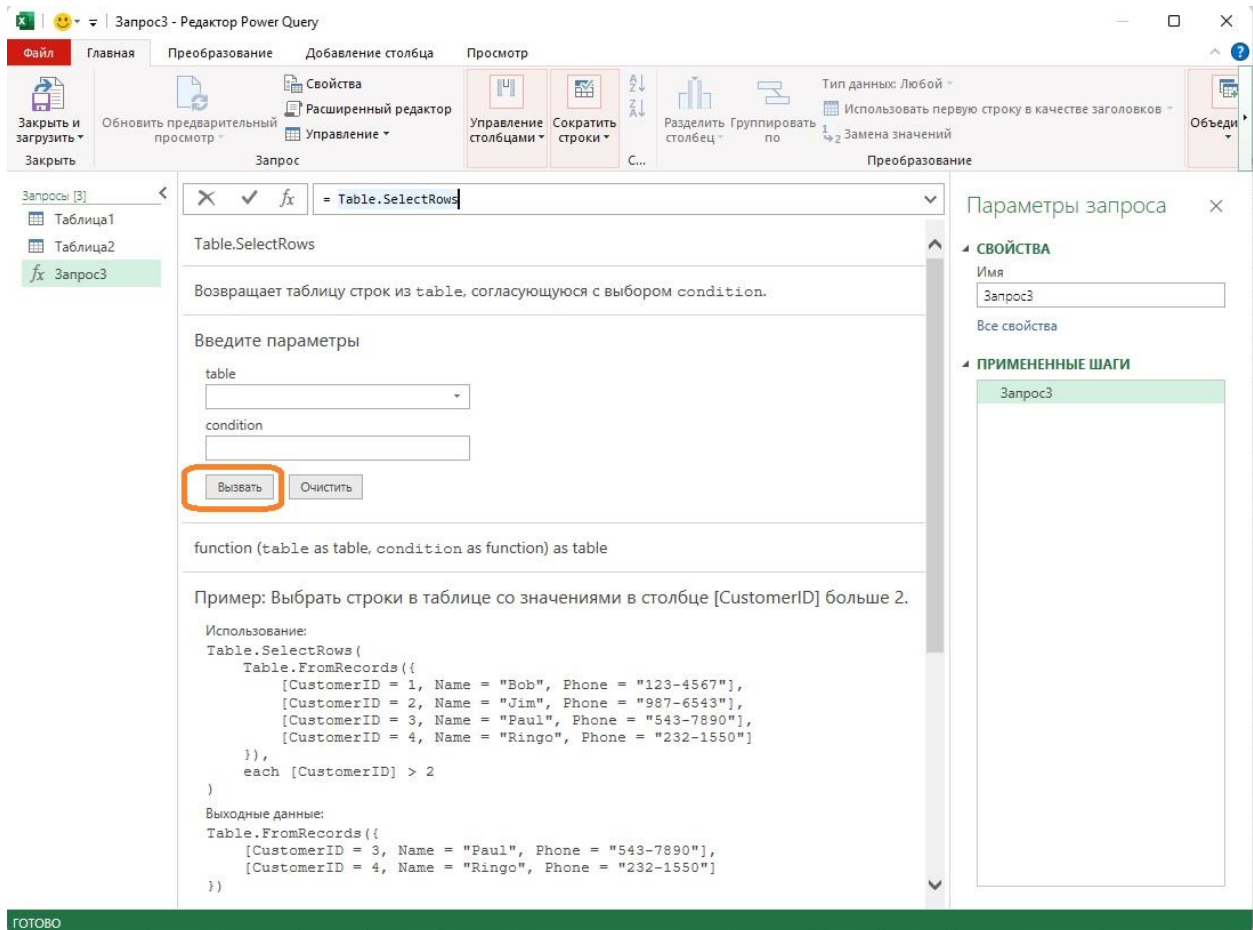 Запрос3 - Редактор Power Query
Файл Главная Преобразование Добавление столбца Просмотр
Закрыть и загрузить
Закрыть
Обновить предварительный просмотр
Свойства
Расширенный редактор
Управление
Запрос
Управление столбцами
Сократить строки
С...
Разделить столбец
Группировать по
Тип данных: Любой
Использовать первую строку в качестве заголовков
Замена значений
Преобразование
Объеди
Запросы [3]
Таблица1
Таблица2
fx Запрос3
fx = Table.SelectRows
Table.SelectRows
Возвращает таблицу строк из table, согласующуюся с выбором condition.
Введите параметры
table
condition
Вызвать Очистить
function (table as table, condition as function) as table
Пример: Выбрать строки в таблице со значениями в столбце [CustomerID] больше 2.
Использование:
Table.SelectRows(
Table.FromRecords({
[CustomerID = 1, Name = "Bob", Phone = "123-4567"],
[CustomerID = 2, Name = "Jim", Phone = "987-6543"],
[CustomerID = 3, Name = "Paul", Phone = "543-7890"],
[CustomerID = 4, Name = "Ringo", Phone = "232-1550"]
}),
each [CustomerID] > 2
)
Выходные данные:
Table.FromRecords({
[CustomerID = 3, Name = "Paul", Phone = "543-7890"],
[CustomerID = 4, Name = "Ringo", Phone = "232-1550"]
})
Параметры запроса
СВОЙСТВА
Имя
Запрос3
Все свойства
ПРИМЕНЕННЫЕ ШАГИ
Запрос3
ГОТОВО